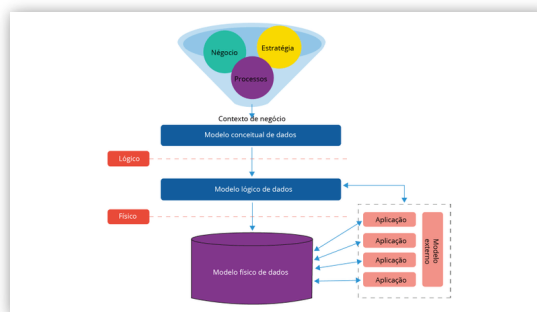 Négocio
Estratégia
Processos
Contexto de negócio
Modelo conceitual de dados
Lógico
Modelo lógico de dados
Físico
Modelo físico de dados
Aplicação
Aplicação
Aplicação
Aplicação
Modelo
externo